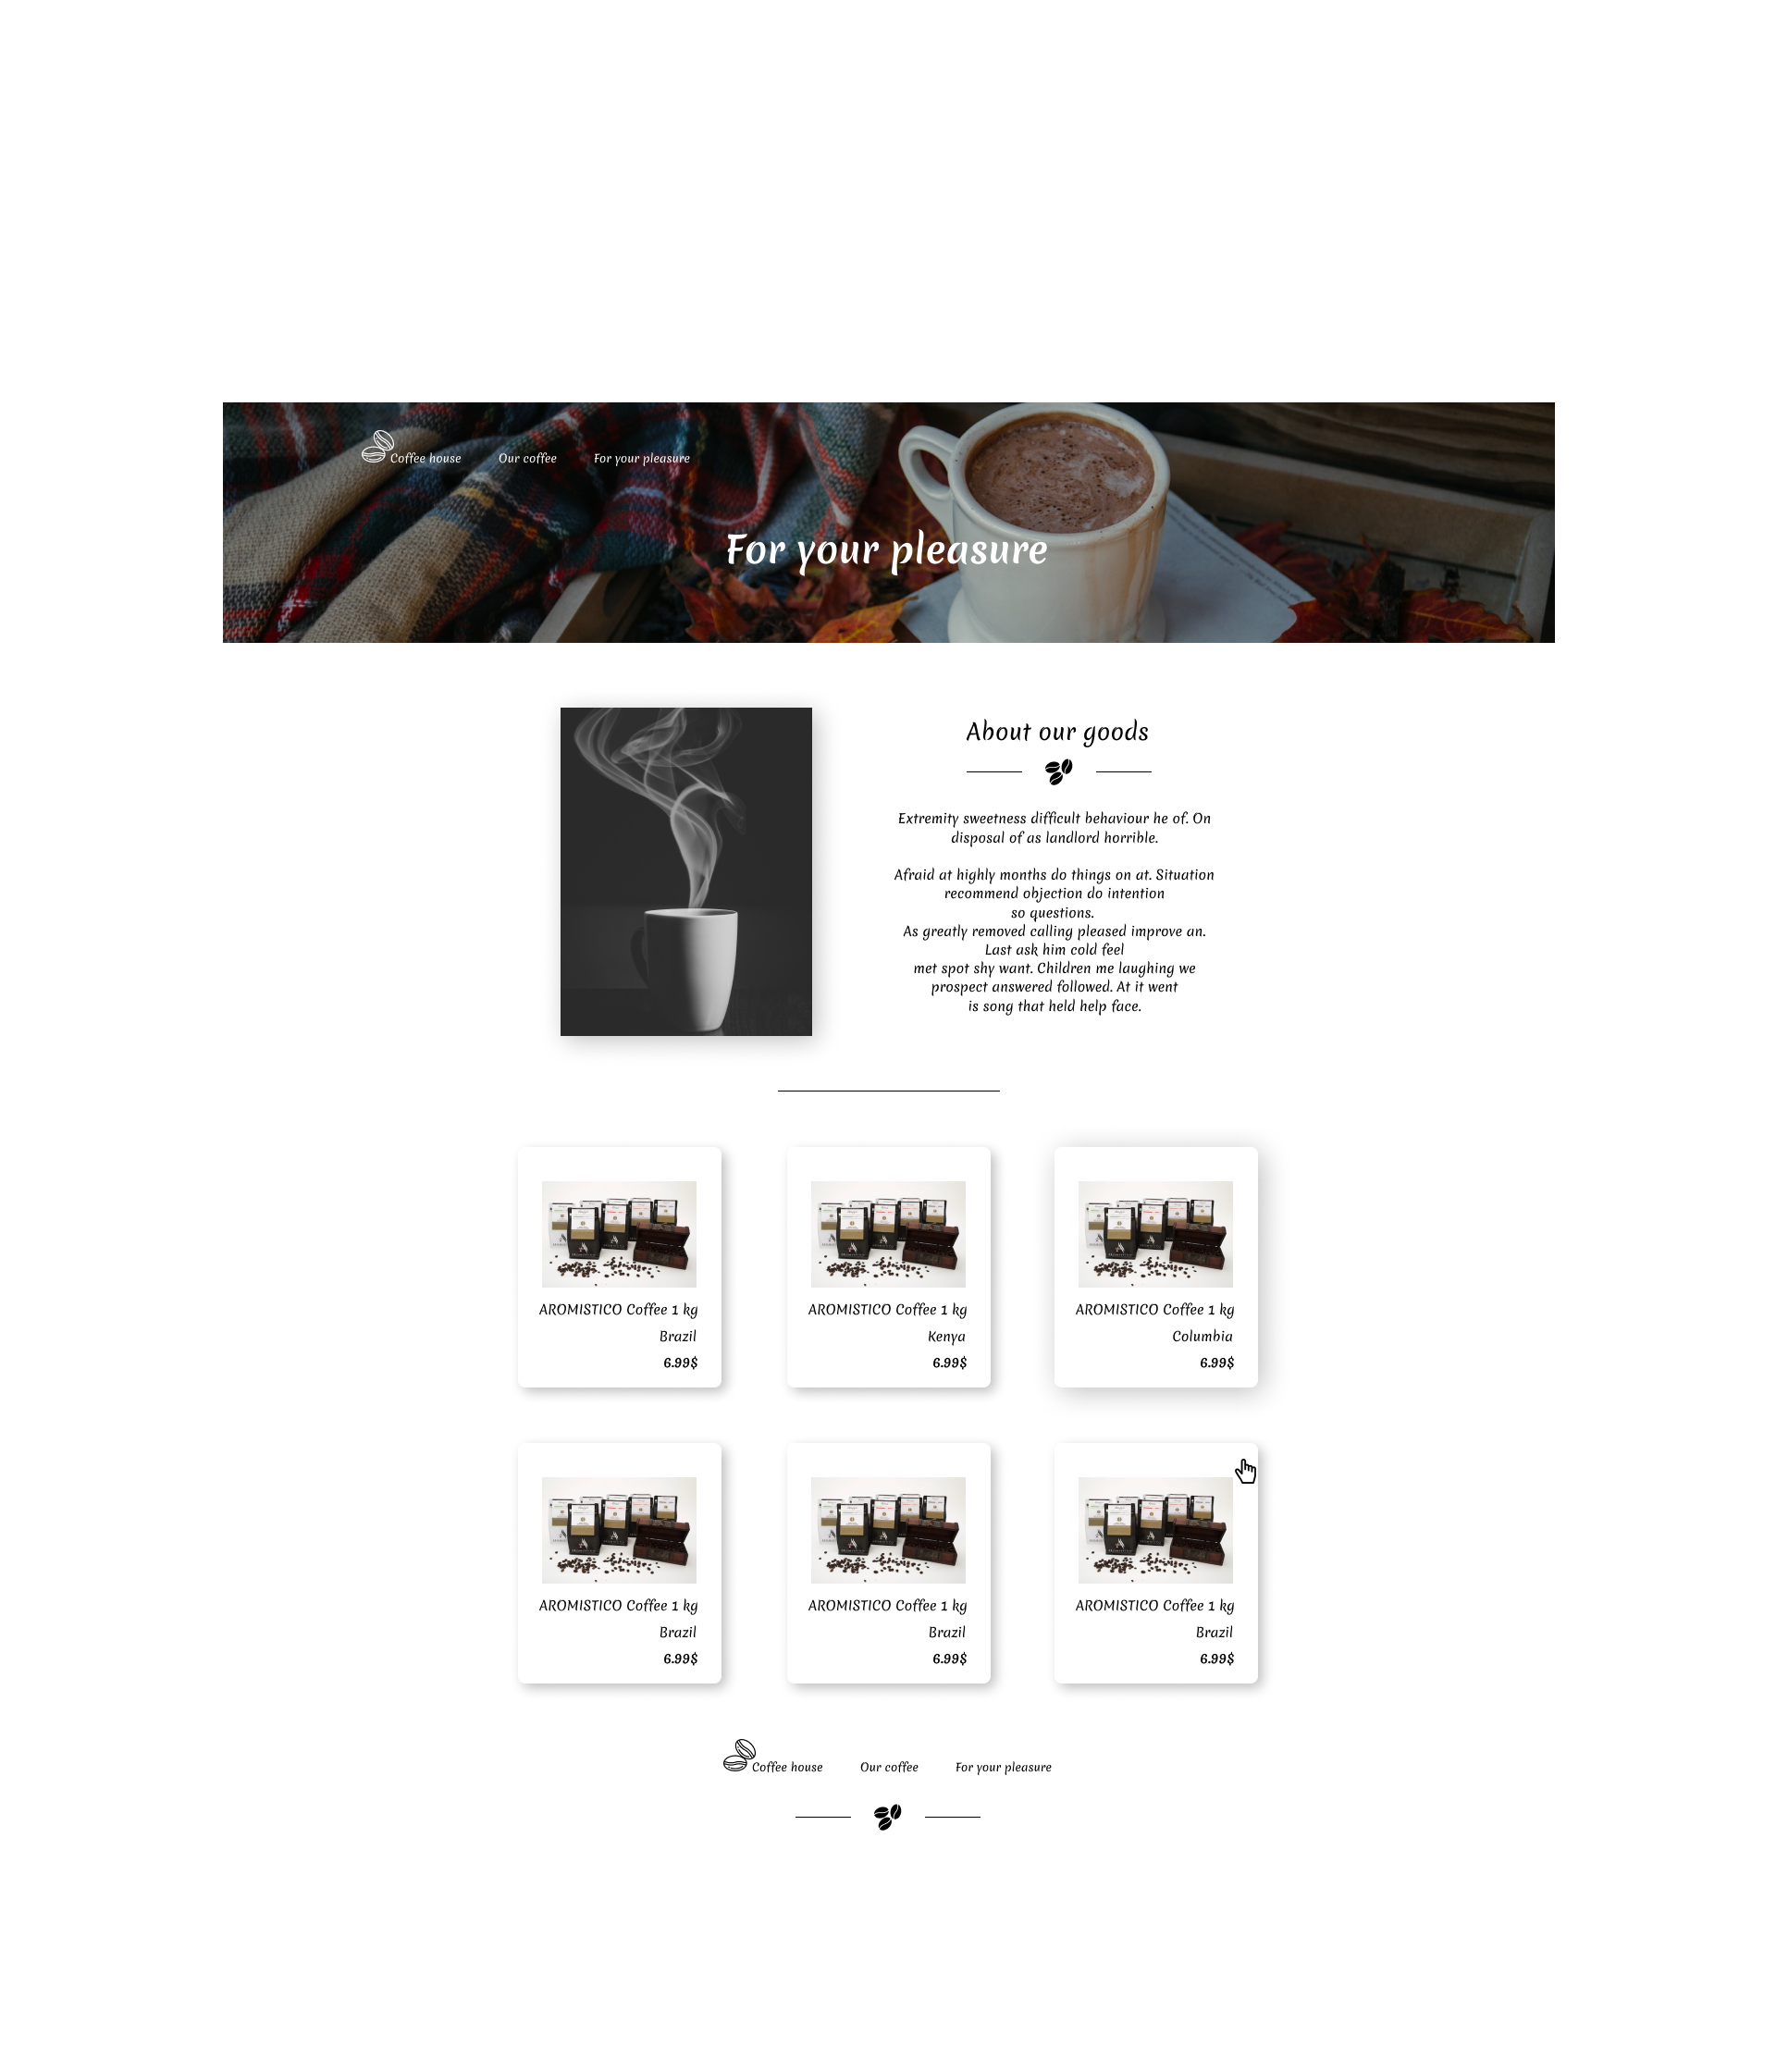 Coffee house
Our coffee
For your pleasure
For your pleasure
About our goods
Extremity sweetness difficult behaviour he of. On
disposal of as landlord horrible.
Afraid at highly months do things on at. Situation
recommend objection do intention
so questions.
As greatly removed calling pleased improve an.
Last ask him cold feel
met spot shy want. Children me laughing we
prospect answered followed. At it went
is song that held help face.
AROMISTICO Coffee 1 kg
Brazil
6.99$
AROMISTICO Coffee 1 kg
Kenya
6.99$
AROMISTICO Coffee 1 kg
Columbia
6.99$
AROMISTICO Coffee 1 kg
Brazil
6.99$
AROMISTICO Coffee 1 kg
Brazil
6.99$
AROMISTICO Coffee 1 kg
Brazil
6.99$
Coffee house
Our coffee
For your pleasure